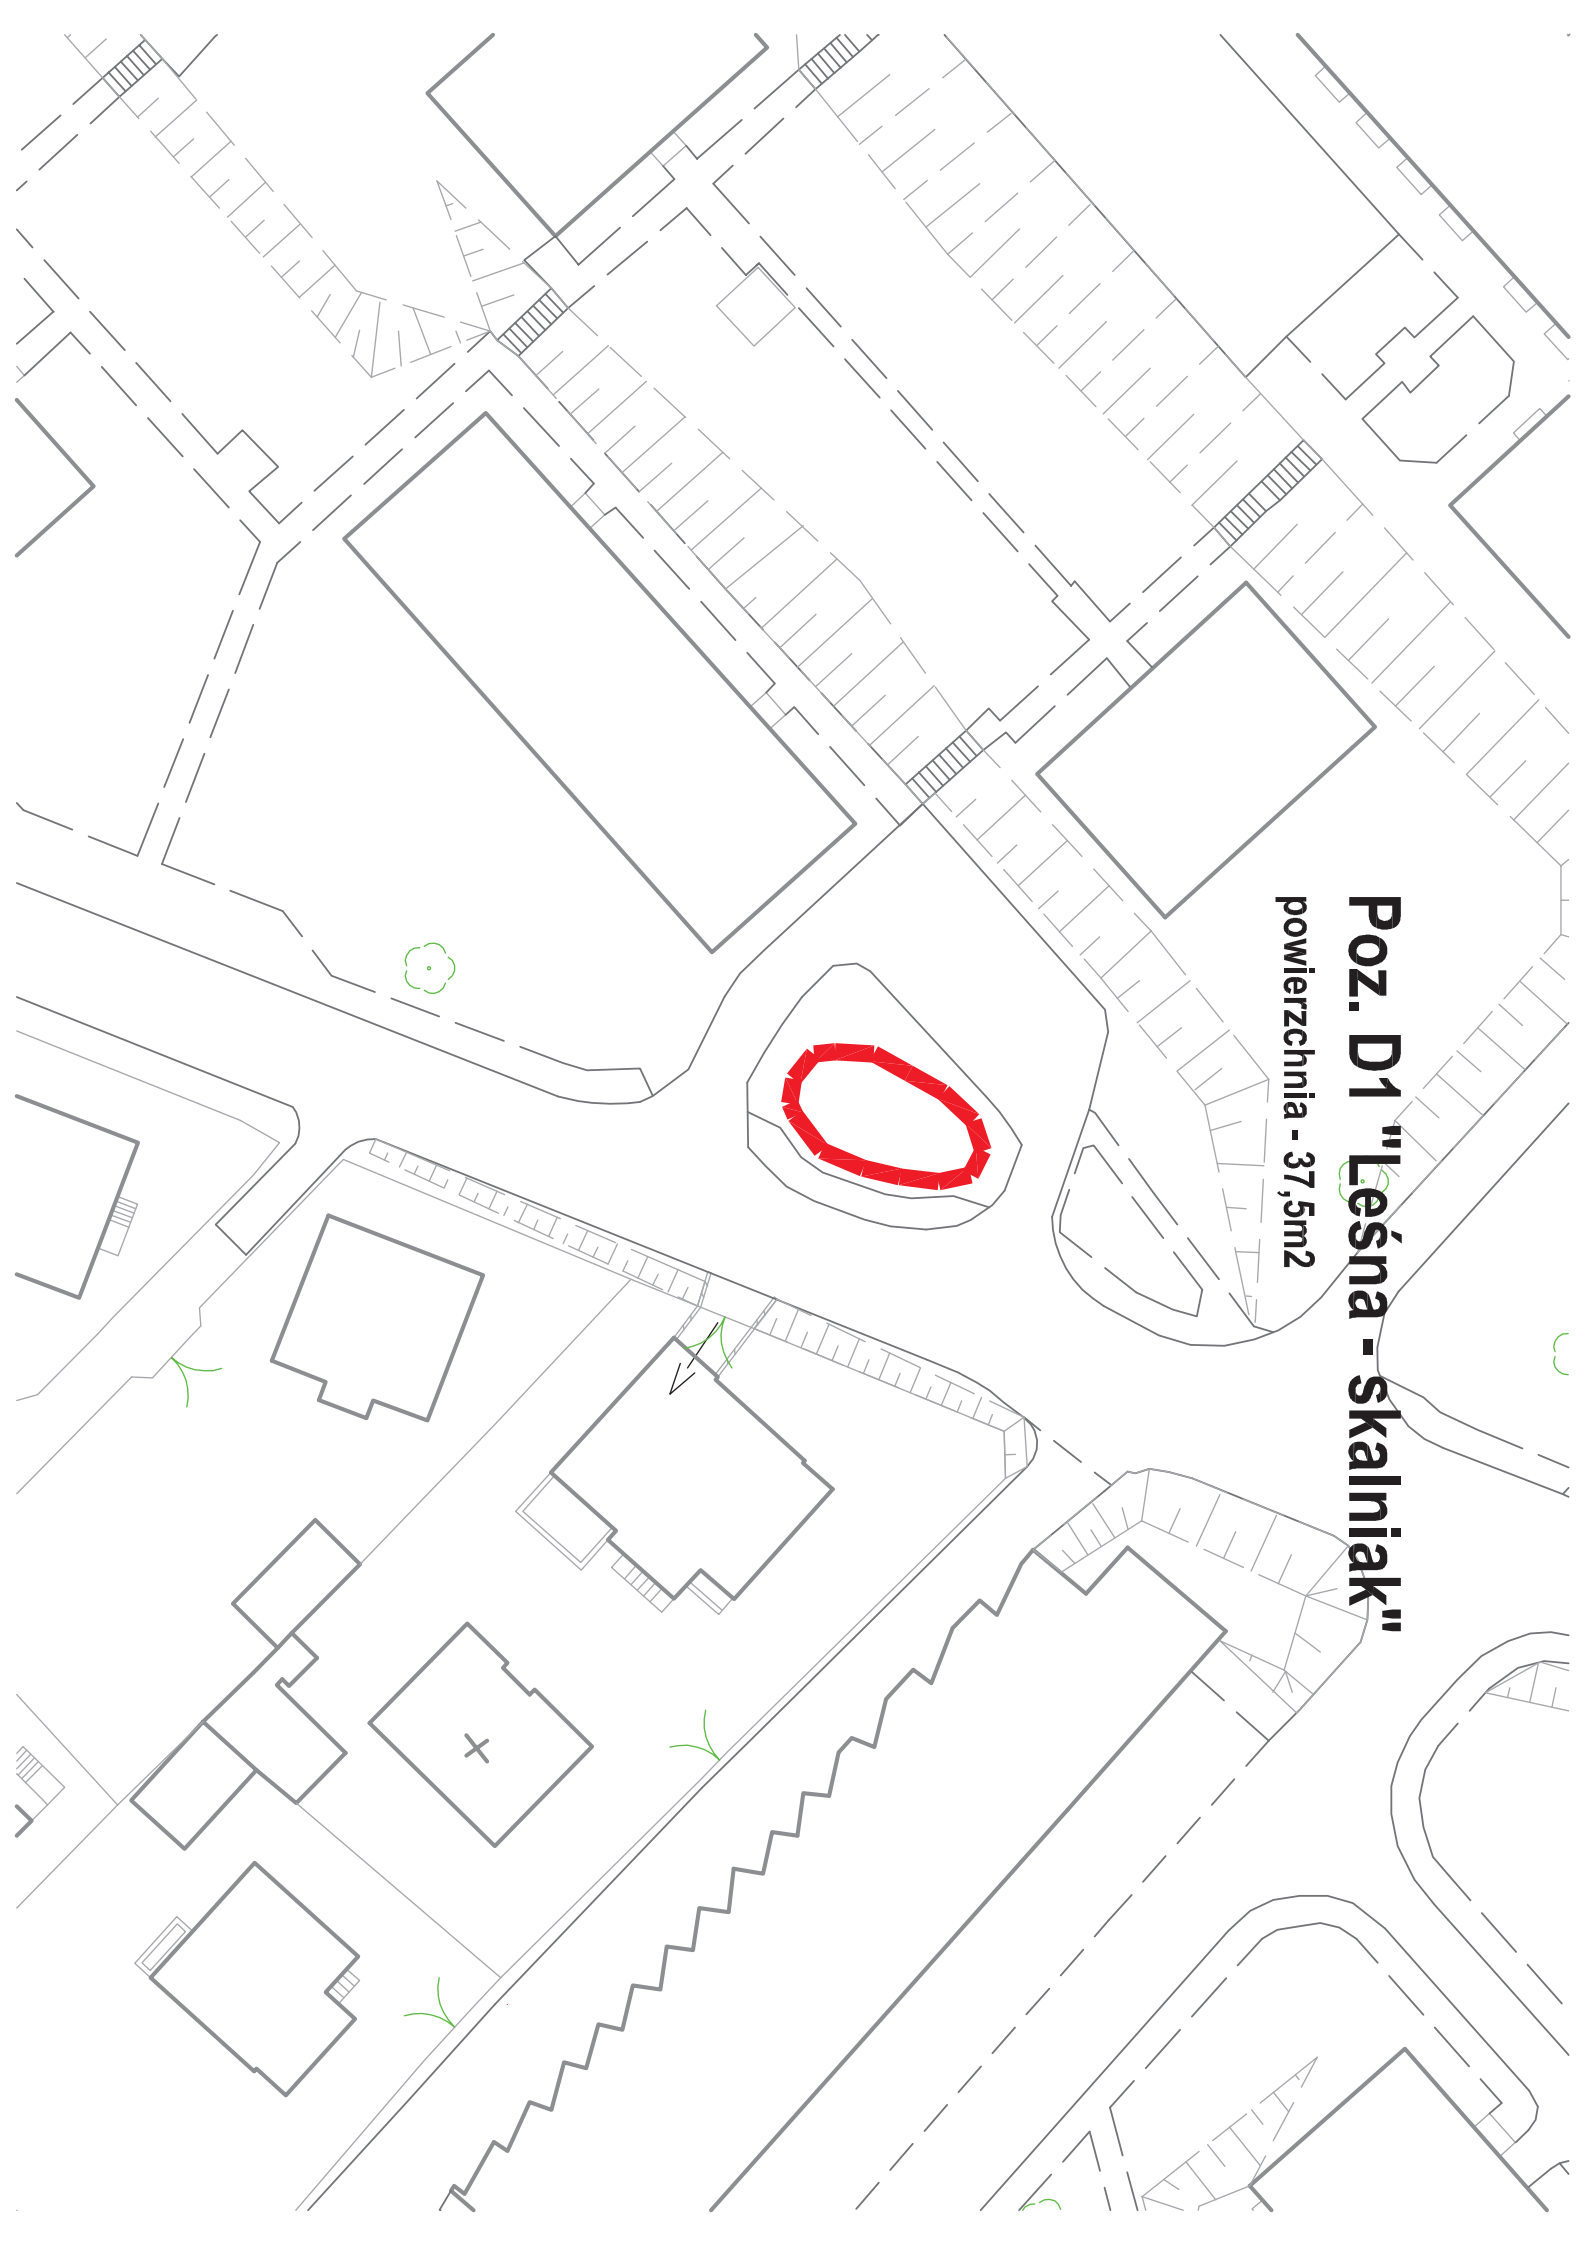 Poz. D1 "Leśna - skalniak"
powierzchnia - 37,5m2